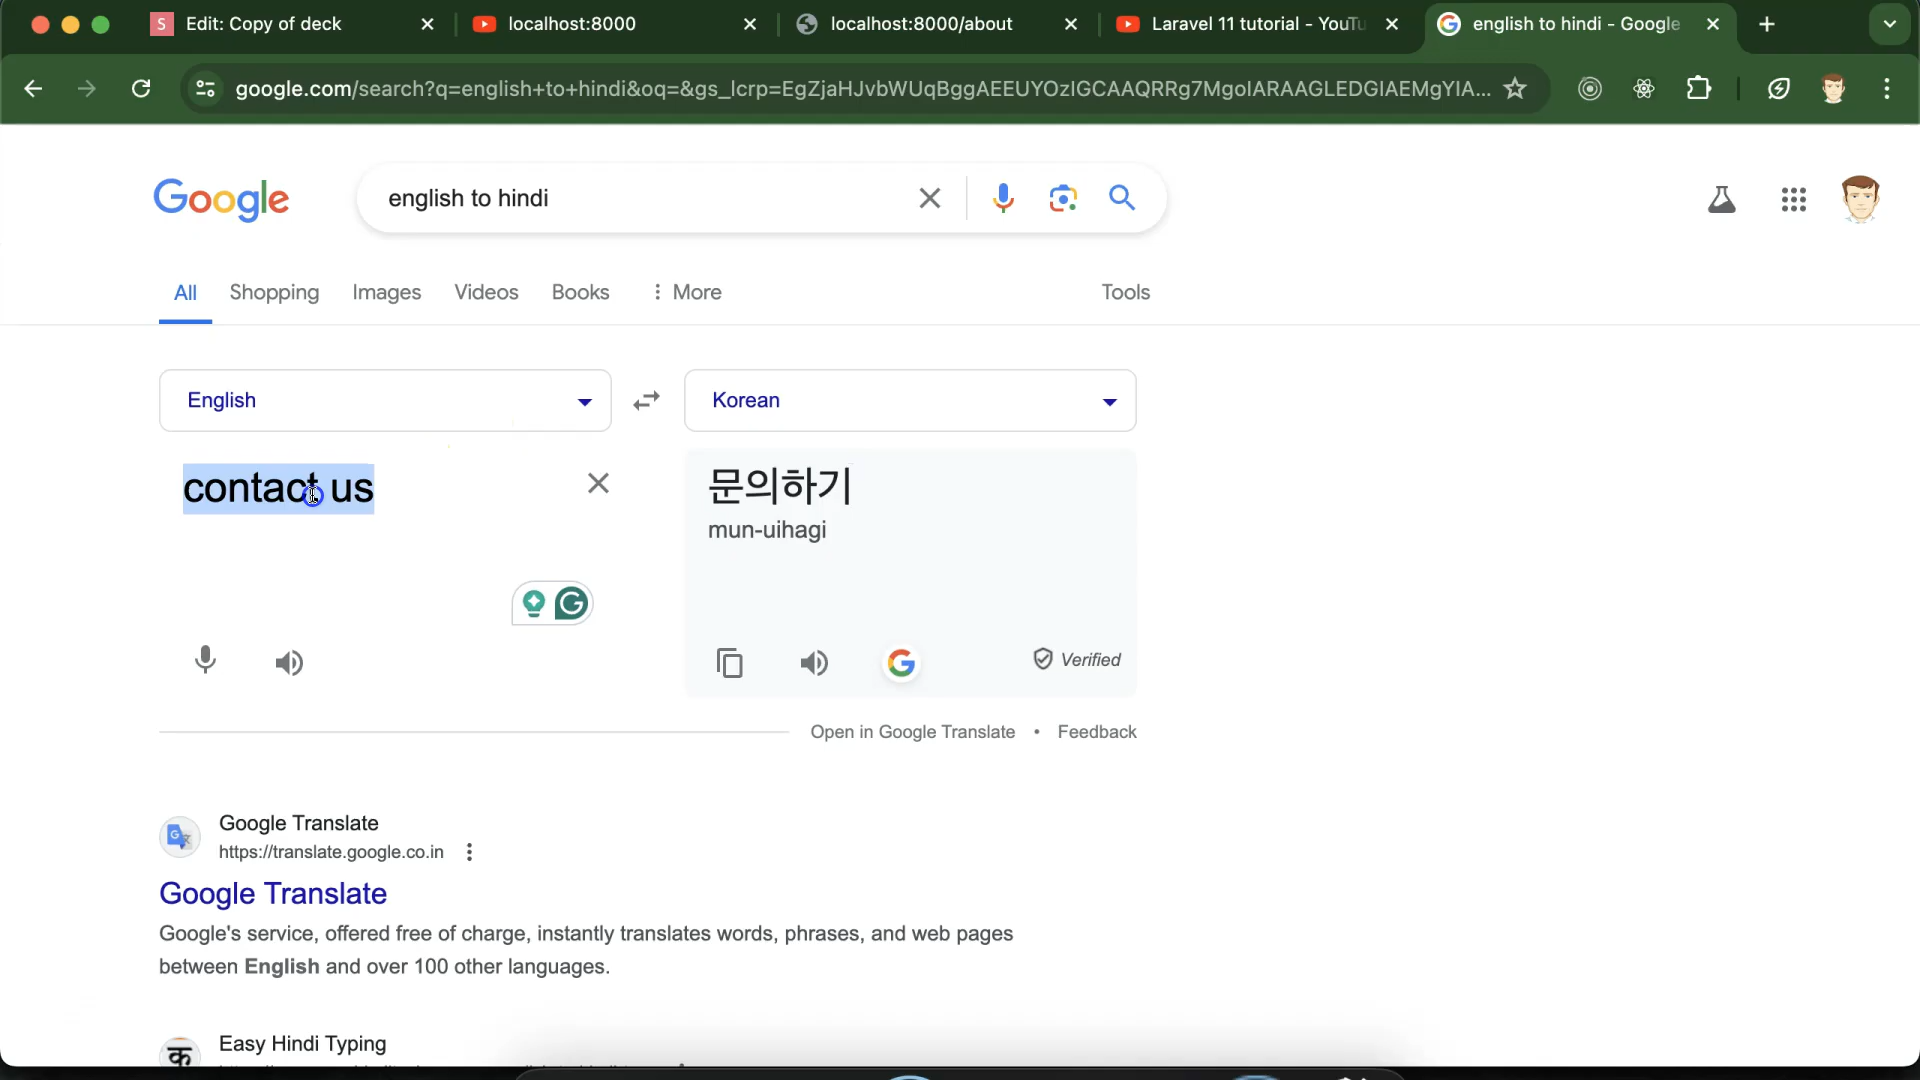 Edit: Copy of deck
localhost:8000
localhost:8000/about
Laravel 11 tutorial - YouTu
english to hindi - Google
google.com/search?q=english+to+hindi&oq=&gs_lcrp=EgZjaHJvbWUqBggAEEUYOzIGCAAQRRg7MgoIARAAGLEDGIAEMgYIA...
Google
english to hindi
All
Shopping
Images
Videos
Books
More
Tools
English
Korean
contact us
문의하기
mun-uihagi
Verified
Open in Google Translate • Feedback
Google Translate
https://translate.google.co.in
Google Translate
Google's service, offered free of charge, instantly translates words, phrases, and web pages
between English and over 100 other languages.
Easy Hindi Typing